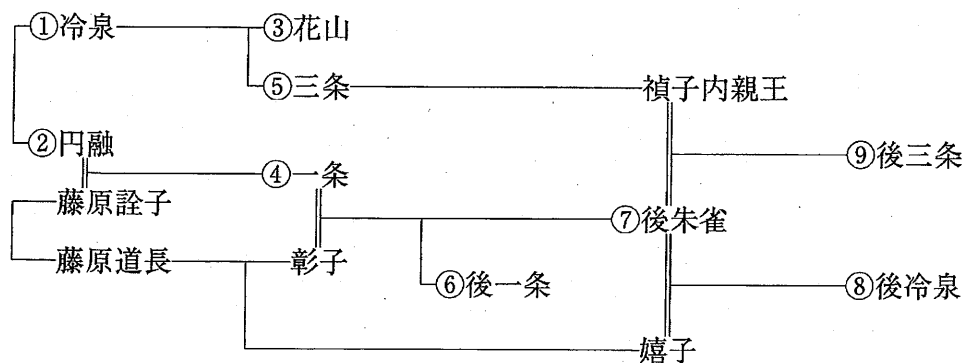 ①冷泉 ③花山
⑤三条 禎子内親王
②円融 ⑨後三条
④一条
藤原詮子 ⑦後朱雀
藤原道長 彰子
⑥後一条 ⑧後冷泉
嬉子